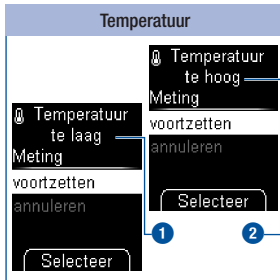 Temperatuur
Temperatuur
te laag
Meting
voortzetten
annuleren
Selecteer
1
Temperatuur
te hoog
Meting
voortzetten
annuleren
Selecteer
2